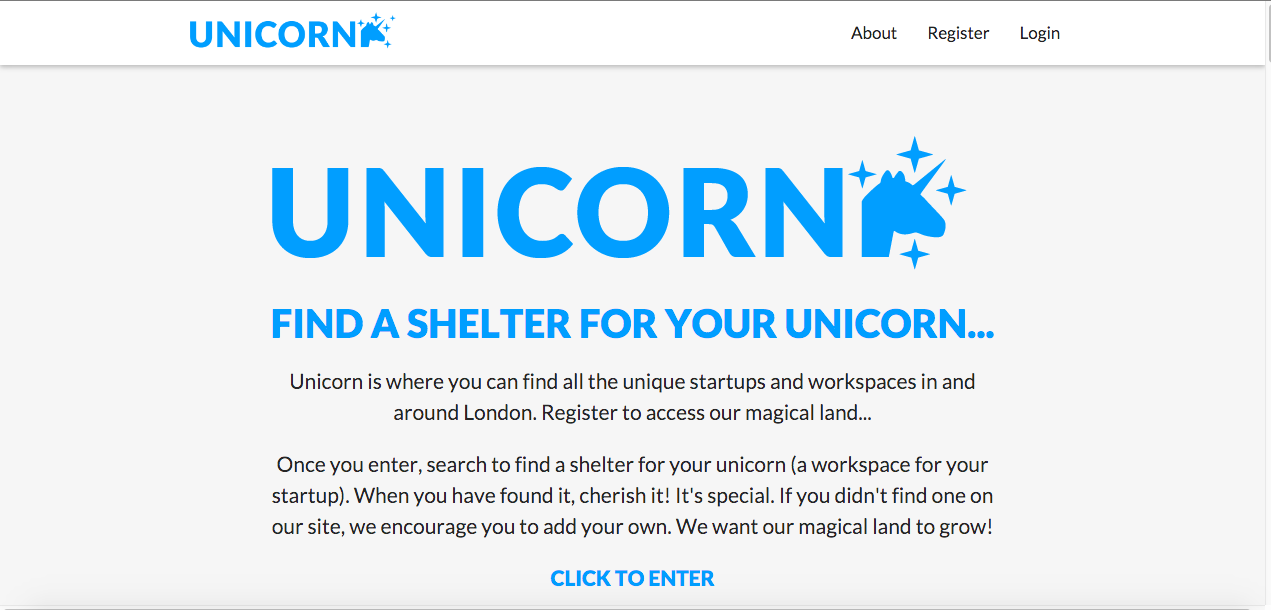 UNICORN
About Register Login
UNICORN
FIND A SHELTER FOR YOUR UNICORN...
Unicorn is where you can find all the unique startups and workspaces in and
around London. Register to access our magical land...
Once you enter, search to find a shelter for your unicorn (a workspace for your
startup). When you have found it, cherish it! It's special. If you didn't find one on
our site, we encourage you to add your own. We want our magical land to grow!
CLICK TO ENTER